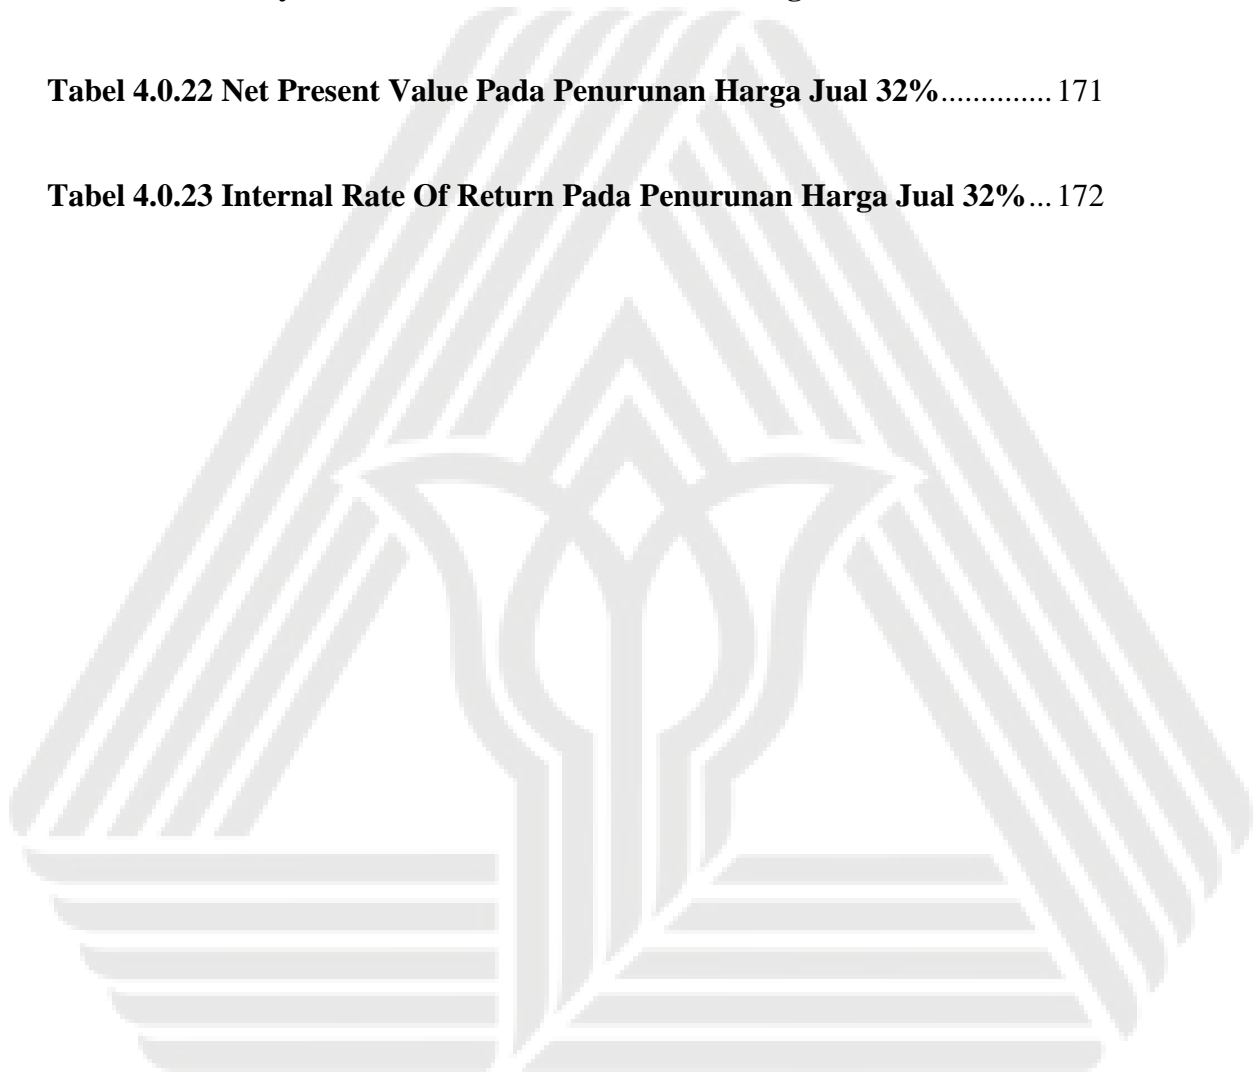 Tabel 4.0.22 Net Present Value Pada Penurunan Harga Jual 32%.............. 171
Tabel 4.0.23 Internal Rate Of Return Pada Penurunan Harga Jual 32%... 172